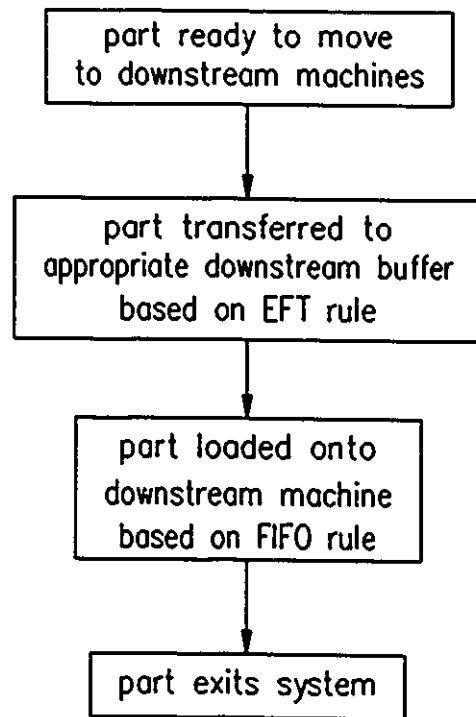 part ready to move
to downstream machines
part transferred to
appropriate downstream buffer
based on EFT rule
part loaded onto
downstream machine
based on FIFO rule
part exits system